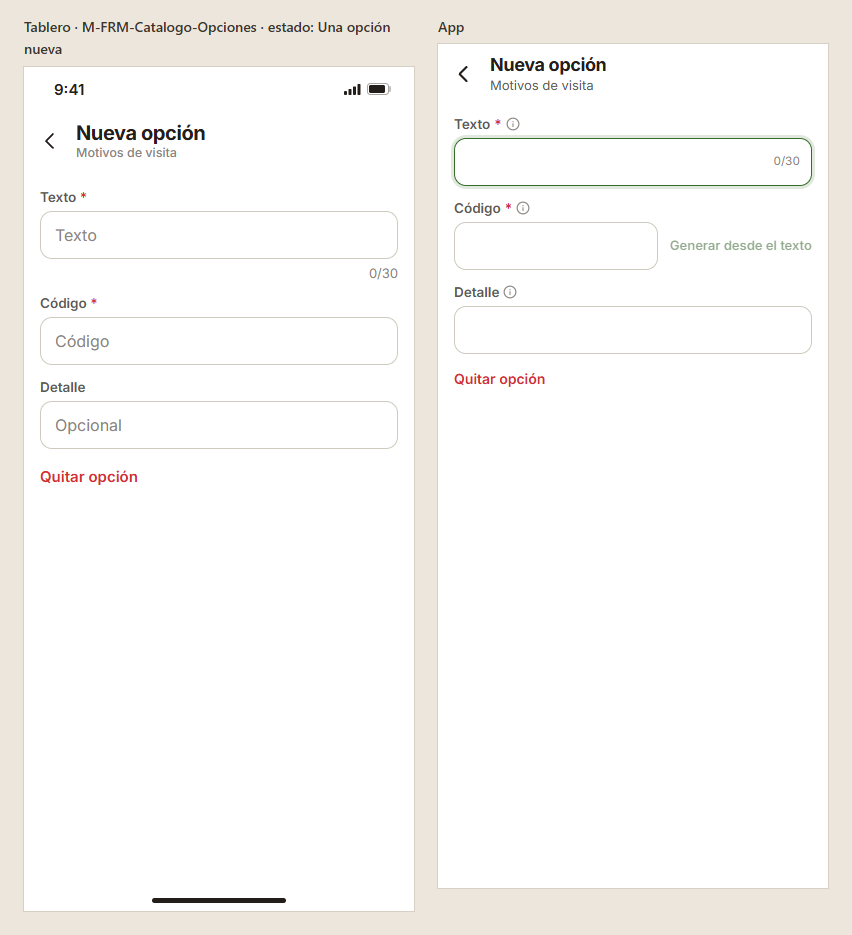 Tablero · M-FRM-Catalogo-Opciones · estado: Una opción
nueva
9:41
Nueva opción
Motivos de visita
Texto *
Texto
0/30
Código *
Código
Detalle
Opcional
Quitar opción
App
Nueva opción
Motivos de visita
Texto *
0/30
Código *
Generar desde el texto
Detalle
Quitar opción